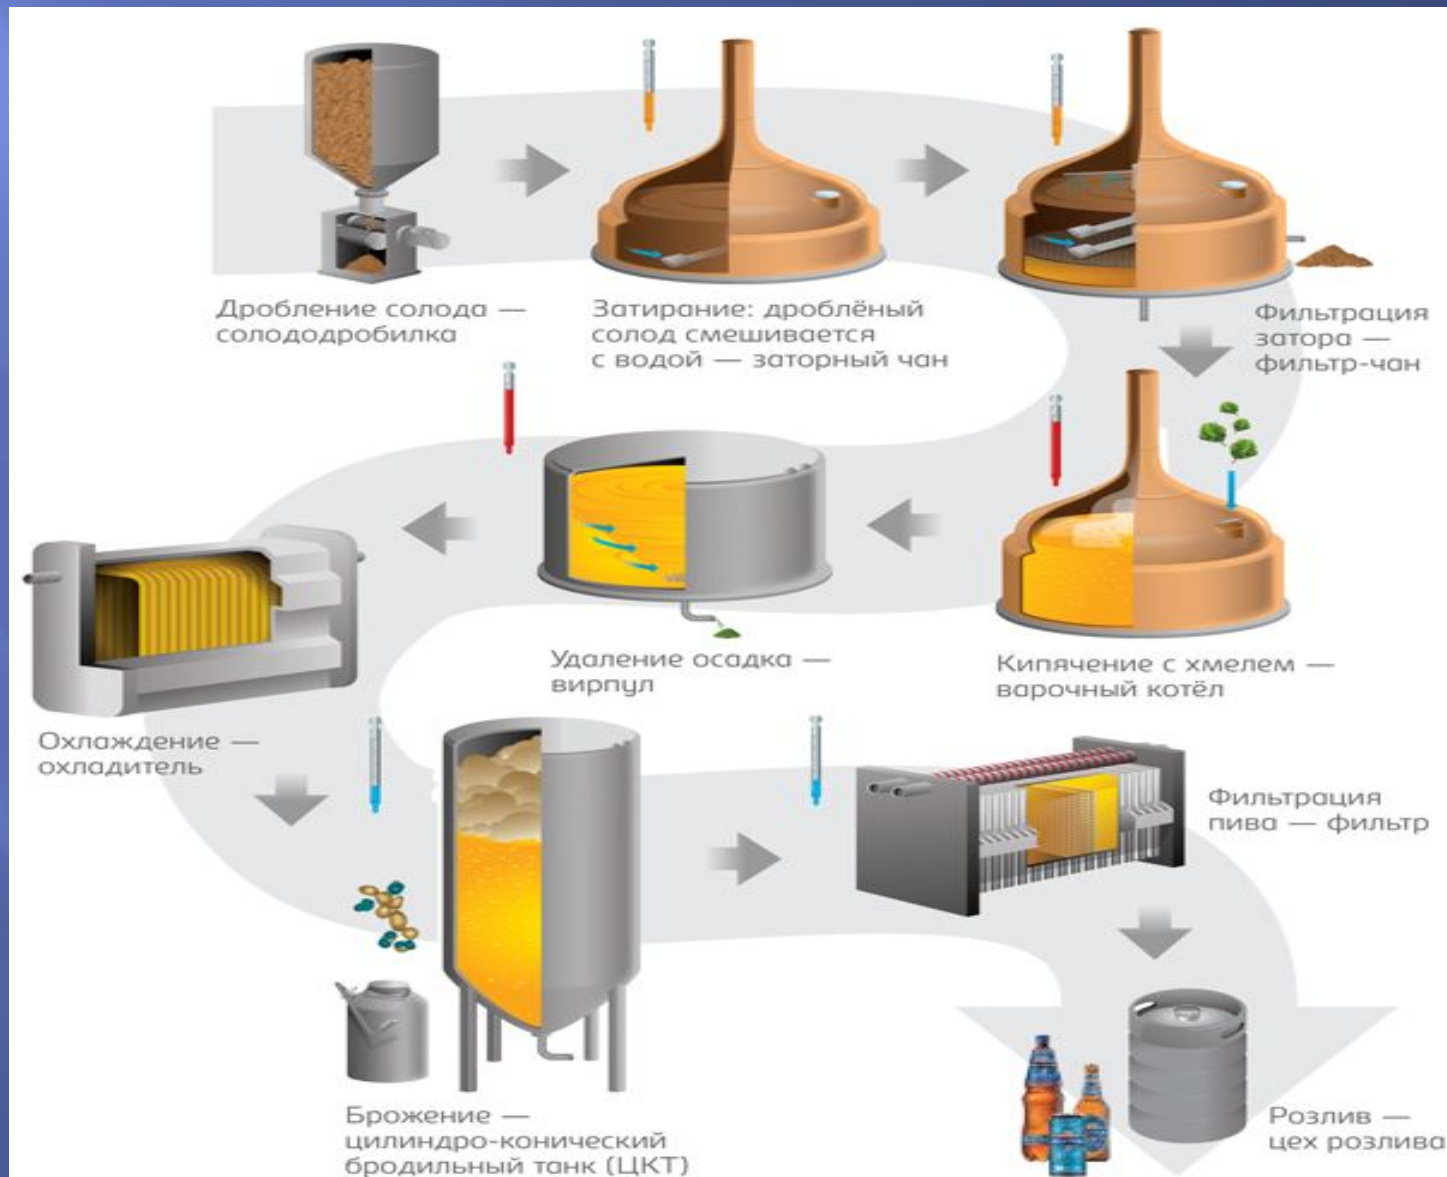 Дробление солода —
солододробилка
Затирание: дроблёный
солод смешивается
с водой — заторный чан
Фильтрация
затора —
фильтр-чан
Кипячение с хмелем —
варочный котёл
Удаление осадка —
вирпул
Охлаждение —
охладитель
Брожение —
цилиндро-конический
бродильный танк (ЦКТ)
Фильтрация
пива — фильтр
Розлив —
цех розлива